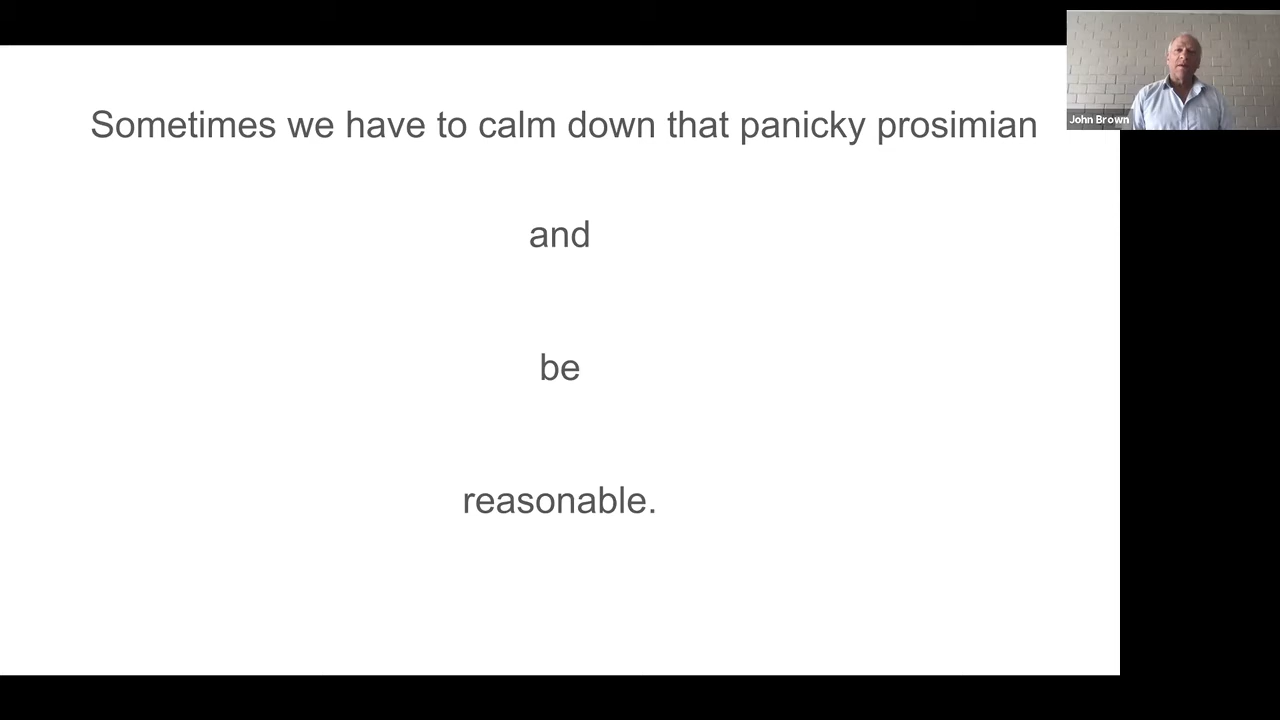 Sometimes we have to calm down that panicky prosimian
and
be
reasonable.
John Brown